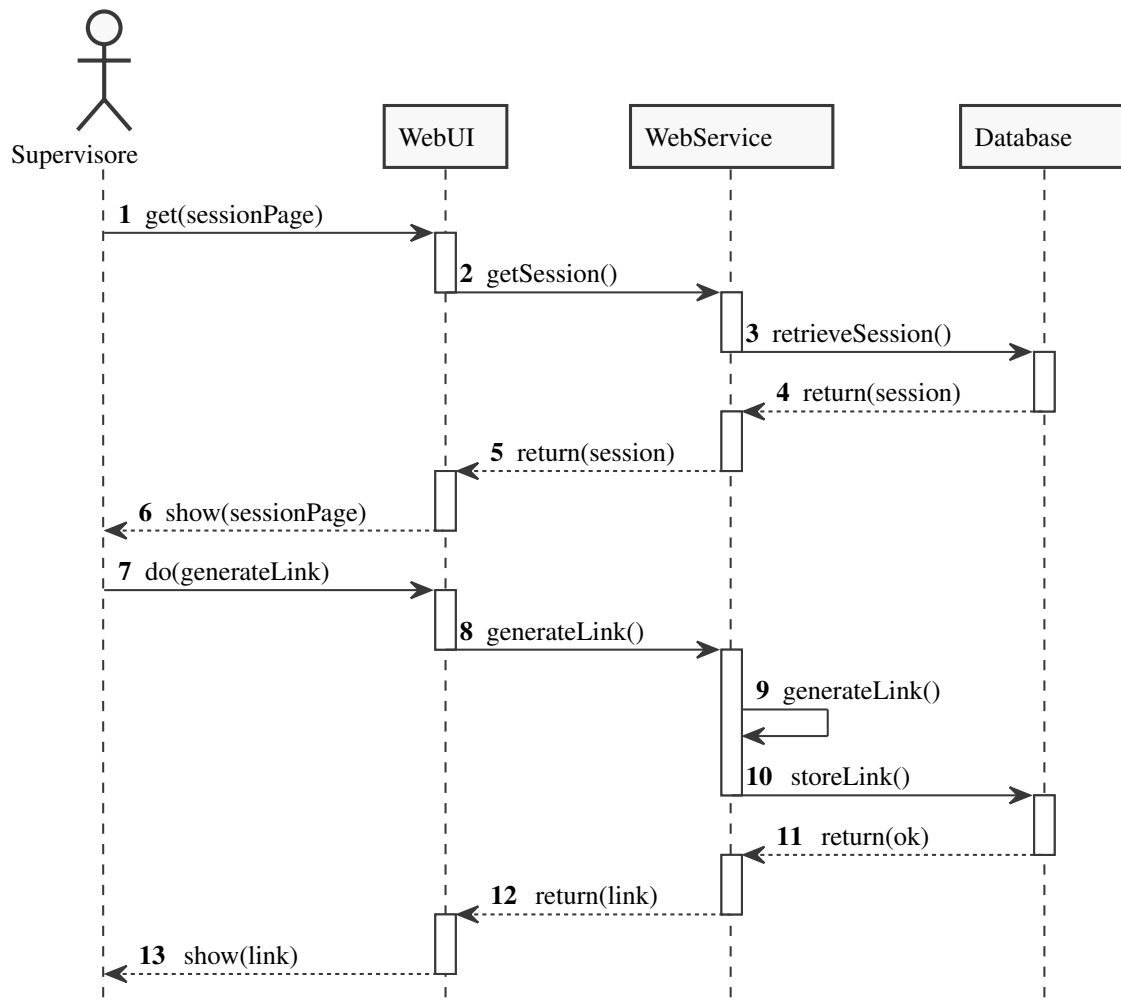 Supervisore
WebUI
WebService
Database
1 get(sessionPage)
2 getSession()
3 retrieveSession()
4 return(session)
5 return(session)
6 show(sessionPage)
7 do(generateLink)
8 generateLink()
9 generateLink()
10 storeLink()
11 return(ok)
12 return(link)
13 show(link)